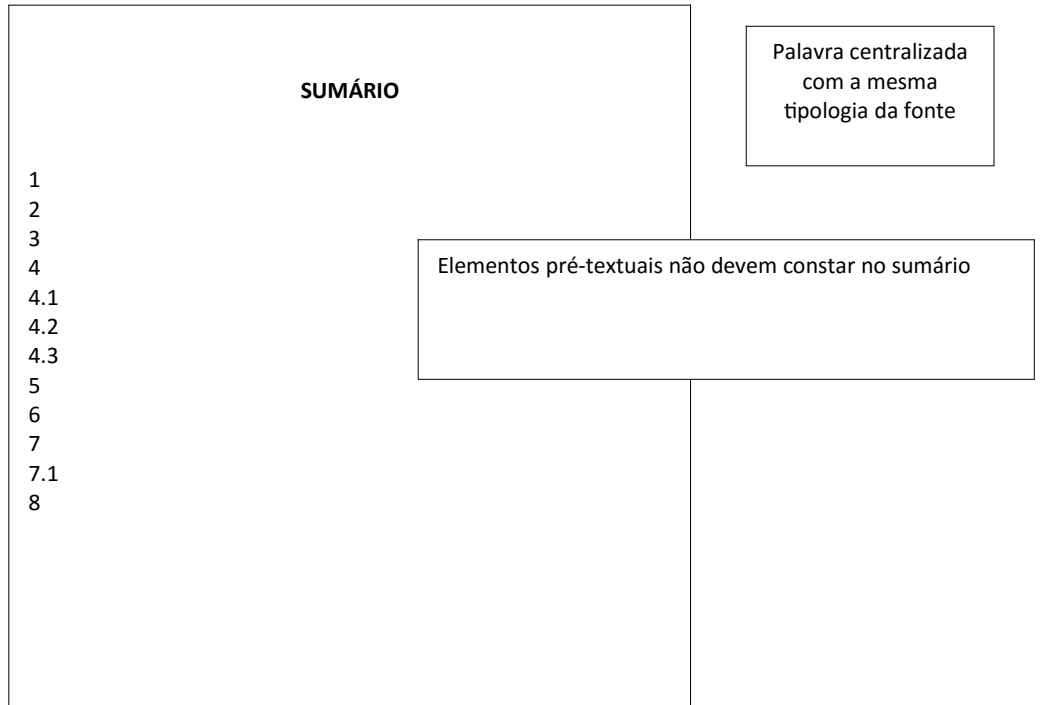 SUMÁRIO
Palavra centralizada
com a mesma
tipologia da fonte
1
2
3
4
4.1
4.2
4.3
5
6
7
7.1
8
Elementos pré-textuais não devem constar no sumário